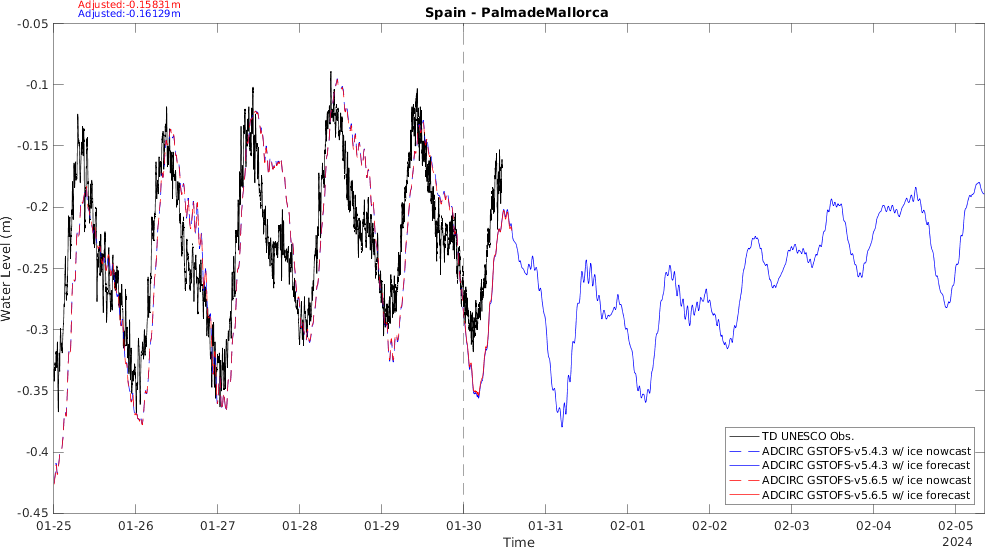 Adjusted:-0.15831m
Adjusted:-0.16129m
Spain - PalmadeMallorca
-0.05
-0.1
-0.15
-0.2
-0.25
-0.3
-0.35
-0.4
-0.45
Water Level (m)
TD UNESCO Obs.
ADCIRC GSTOFS-v5.4.3 w/ ice nowcast
ADCIRC GSTOFS-v5.4.3 w/ ice forecast
ADCIRC GSTOFS-v5.6.5 w/ ice nowcast
ADCIRC GSTOFS-v5.6.5 w/ ice forecast
01-25 01-26 01-27 01-28 01-29 01-30 01-31 02-01 02-02 02-03 02-04 02-05
Time
2024